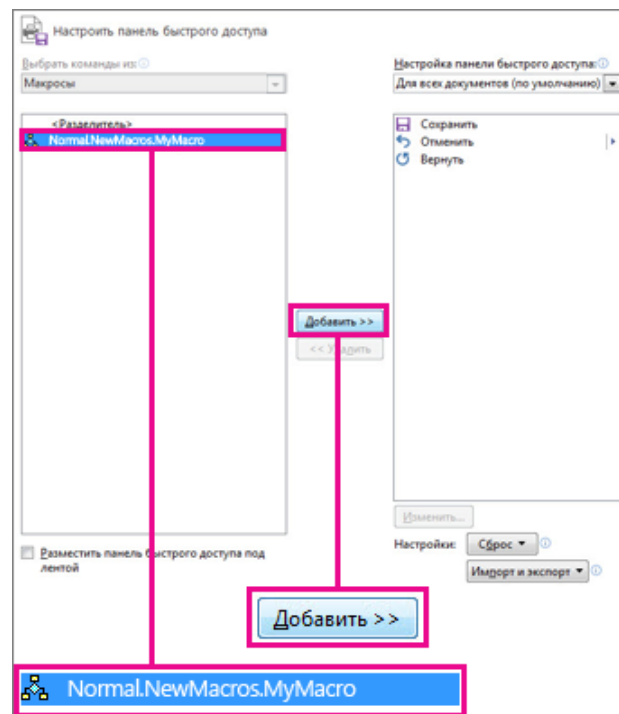 Настроить панель быстрого доступа
Выбрать команды из:
Макросы
<Разделитель>
Normal.NewMacros.MyMacro
Добавить >>
<< Удалить
Разместить панель быстрого доступа под
лентой
Настройка панели быстрого доступа:
Для всех документов (по умолчанию)
Сохранить
Отменить
Вернуть
Изменить...
Настройки:
Сброс
Импорт и экспорт
Добавить >>
Normal.NewMacros.MyMacro